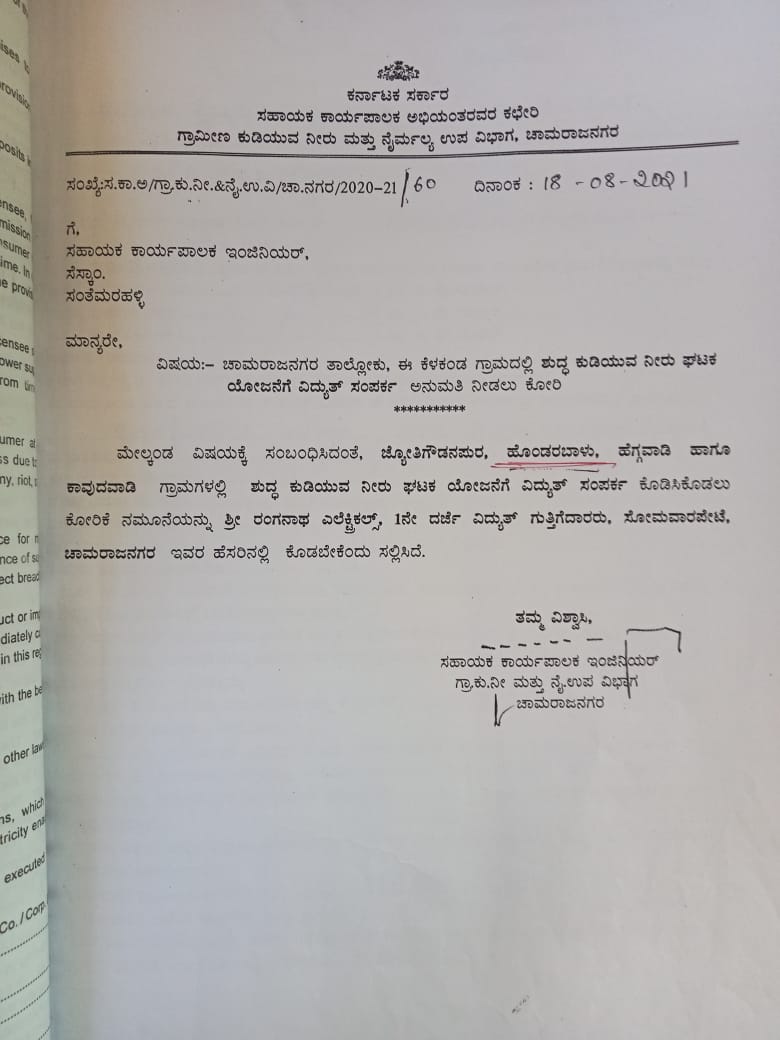 ಕರ್ನಾಟಕ ಸರ್ಕಾರ
ಸಹಾಯಕ ಕಾರ್ಯಪಾಲಕ ಅಭಿಯಂತರವರ ಕಛೇರಿ
ಗ್ರಾಮೀಣ ಕುಡಿಯುವ ನೀರು ಮತ್ತು ನೈರ್ಮಲ್ಯ ಉಪ ವಿಭಾಗ, ಚಾಮರಾಜನಗರ
ಸಂಖ್ಯೆ:ಸ.ಕಾ.ಅ/ಗ್ರಾ.ಕು.ನೀ.&ನೈ.ಉ.ವಿ/ಚಾ.ನಗರ/2020-21/60 ದಿನಾಂಕ : 18-08-2021
ಗೆ,
ಸಹಾಯಕ ಕಾರ್ಯಪಾಲಕ ಇಂಜಿನಿಯರ್,
ಸೆಸ್ಕಾಂ.
ಸಂತೆಮರಹಳ್ಳಿ
ಮಾನ್ಯರೇ,
ವಿಷಯ:- ಚಾಮರಾಜನಗರ ತಾಲ್ಲೋಕು, ಈ ಕೆಳಕಂಡ ಗ್ರಾಮದಲ್ಲಿ ಶುದ್ಧ ಕುಡಿಯುವ ನೀರು ಘಟಕ
ಯೋಜನೆಗೆ ವಿದ್ಯುತ್ ಸಂಪರ್ಕ ಅನುಮತಿ ನೀಡಲು ಕೋರಿ
***********
ಮೇಲ್ಕಂಡ ವಿಷಯಕ್ಕೆ ಸಂಬಂಧಿಸಿದಂತೆ, ಜ್ಯೋತಿಗೌಡನಪುರ, ಹೊಂಡರಬಾಳು, ಹೆಗ್ಗವಾಡಿ ಹಾಗೂ
ಕಾವುದವಾಡಿ ಗ್ರಾಮಗಳಲ್ಲಿ ಶುದ್ಧ ಕುಡಿಯುವ ನೀರು ಘಟಕ ಯೋಜನೆಗೆ ವಿದ್ಯುತ್ ಸಂಪರ್ಕ ಕೊಡಿಸಿಕೊಡಲು
ಕೋರಿಕೆ ನಮೂನೆಯನ್ನು ಶ್ರೀ ರಂಗನಾಥ ಎಲೆಕ್ಟ್ರಿಕಲ್ಸ್, 1ನೇ ದರ್ಜೆ ವಿದ್ಯುತ್ ಗುತ್ತಿಗೆದಾರರು, ಸೋಮವಾರಪೇಟೆ,
ಚಾಮರಾಜನಗರ ಇವರ ಹೆಸರಿನಲ್ಲಿ ಕೊಡಬೇಕೆಂದು ಸಲ್ಲಿಸಿದೆ.
ತಮ್ಮ ವಿಶ್ವಾಸಿ,
ಸಹಾಯಕ ಕಾರ್ಯಪಾಲಕ ಇಂಜಿನಿಯರ್
ಗ್ರಾ.ಕು.ನೀ ಮತ್ತು ನೈ.ಉಪ ವಿಭಾಗ
ಚಾಮರಾಜನಗರ